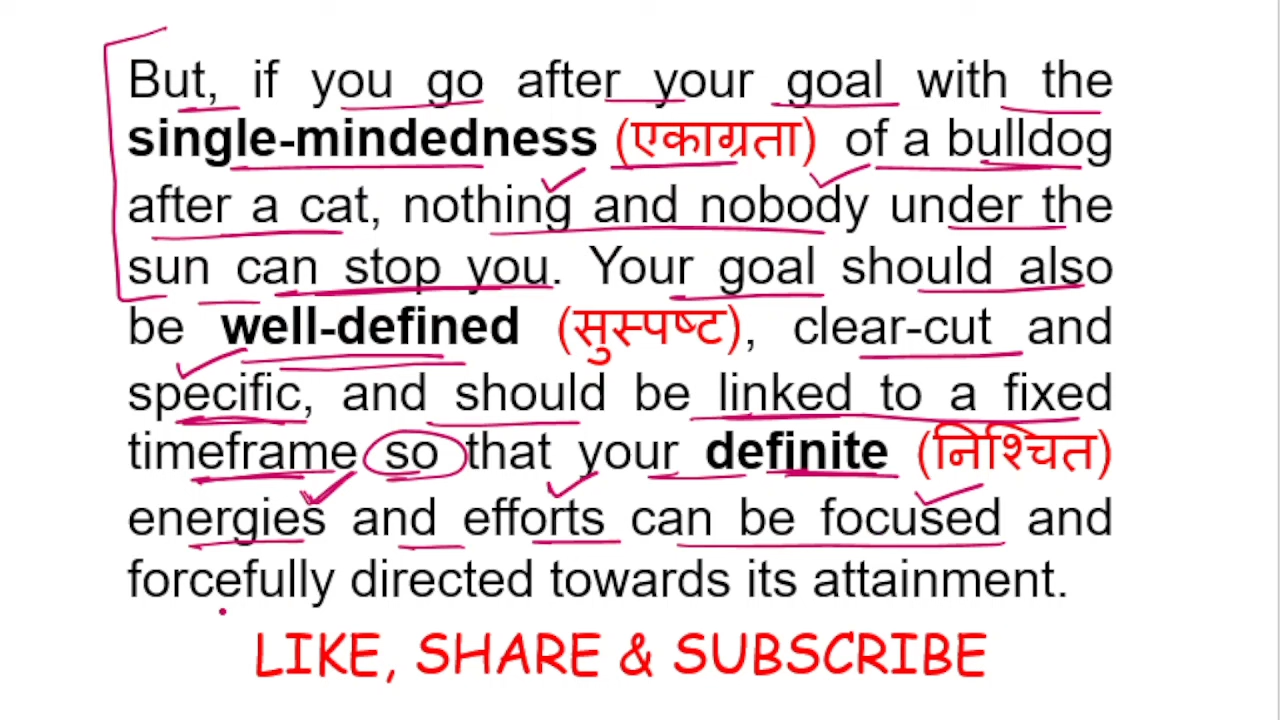 But, if you go after your goal with the
single-mindedness (एकाग्रता) of a bulldog
after a cat, nothing and nobody under the
sun can stop you. Your goal should also
be well-defined (सुस्पष्ट), clear-cut and
specific, and should be linked to a fixed
timeframe so that your definite (निश्चित)
energies and efforts can be focused and
forcefully directed towards its attainment.
LIKE, SHARE & SUBSCRIBE